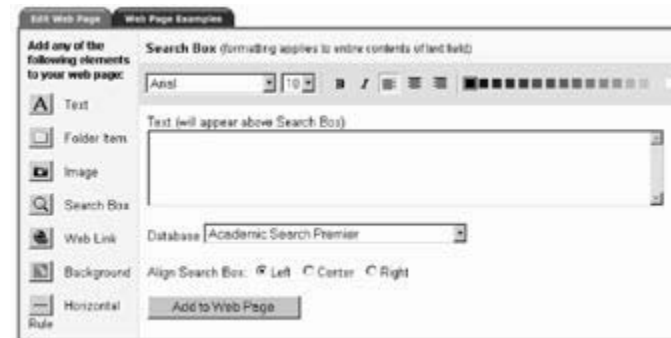 Edit Web Page Web Page Examples
Add any of the
following elements
to your web page:
Text
Folder Item
Image
Search Box
Web Link
Background
Horizontal
Rule
Search Box (formatting applies to entire contents of text field)
Arial 10 B I
Text (will appear above Search Box)
Database Academic Search Premier
Align Search Box: Left Center Right
Add to Web Page